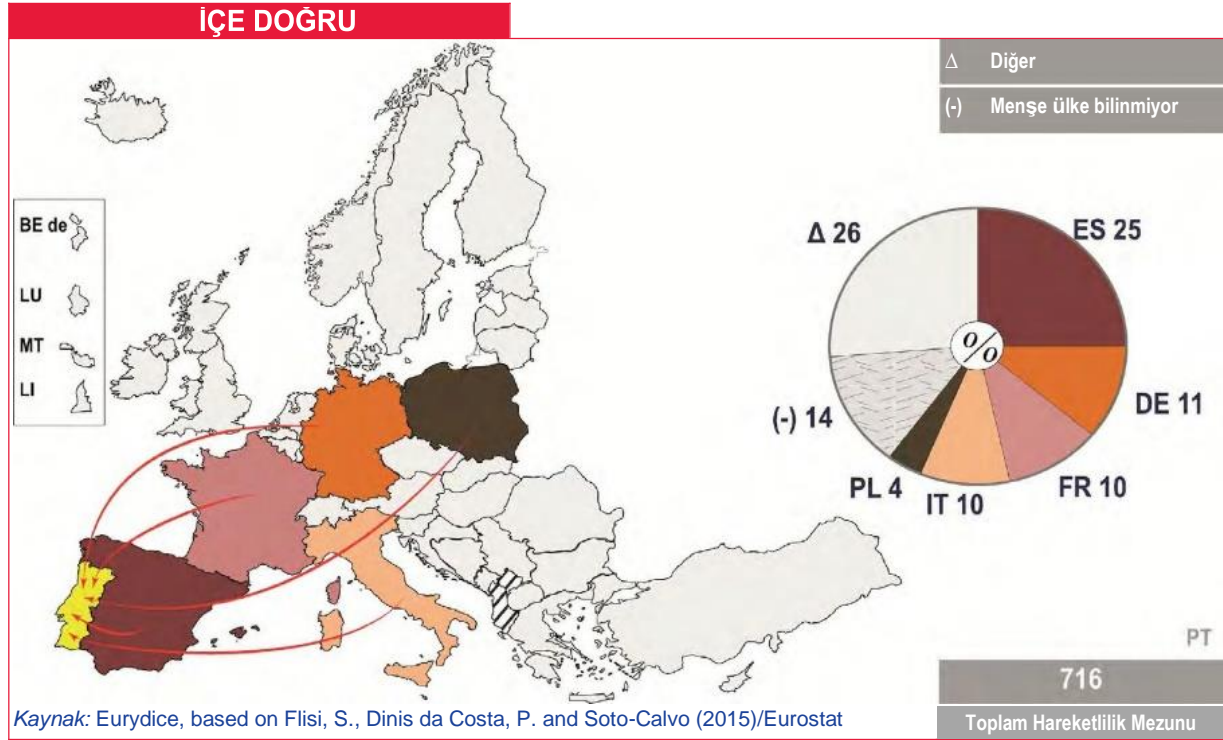 İÇE DOĞRU
Δ Diğer
(-) Menşe ülke bilinmiyor
BE de
LU
MT
LI
Δ 26
ES 25
%
(-) 14
DE 11
PL 4
IT 10
FR 10
PT
716
Toplam Hareketlilik Mezunu
Kaynak: Eurydice, based on Flisi, S., Dinis da Costa, P. and Soto-Calvo (2015)/Eurostat